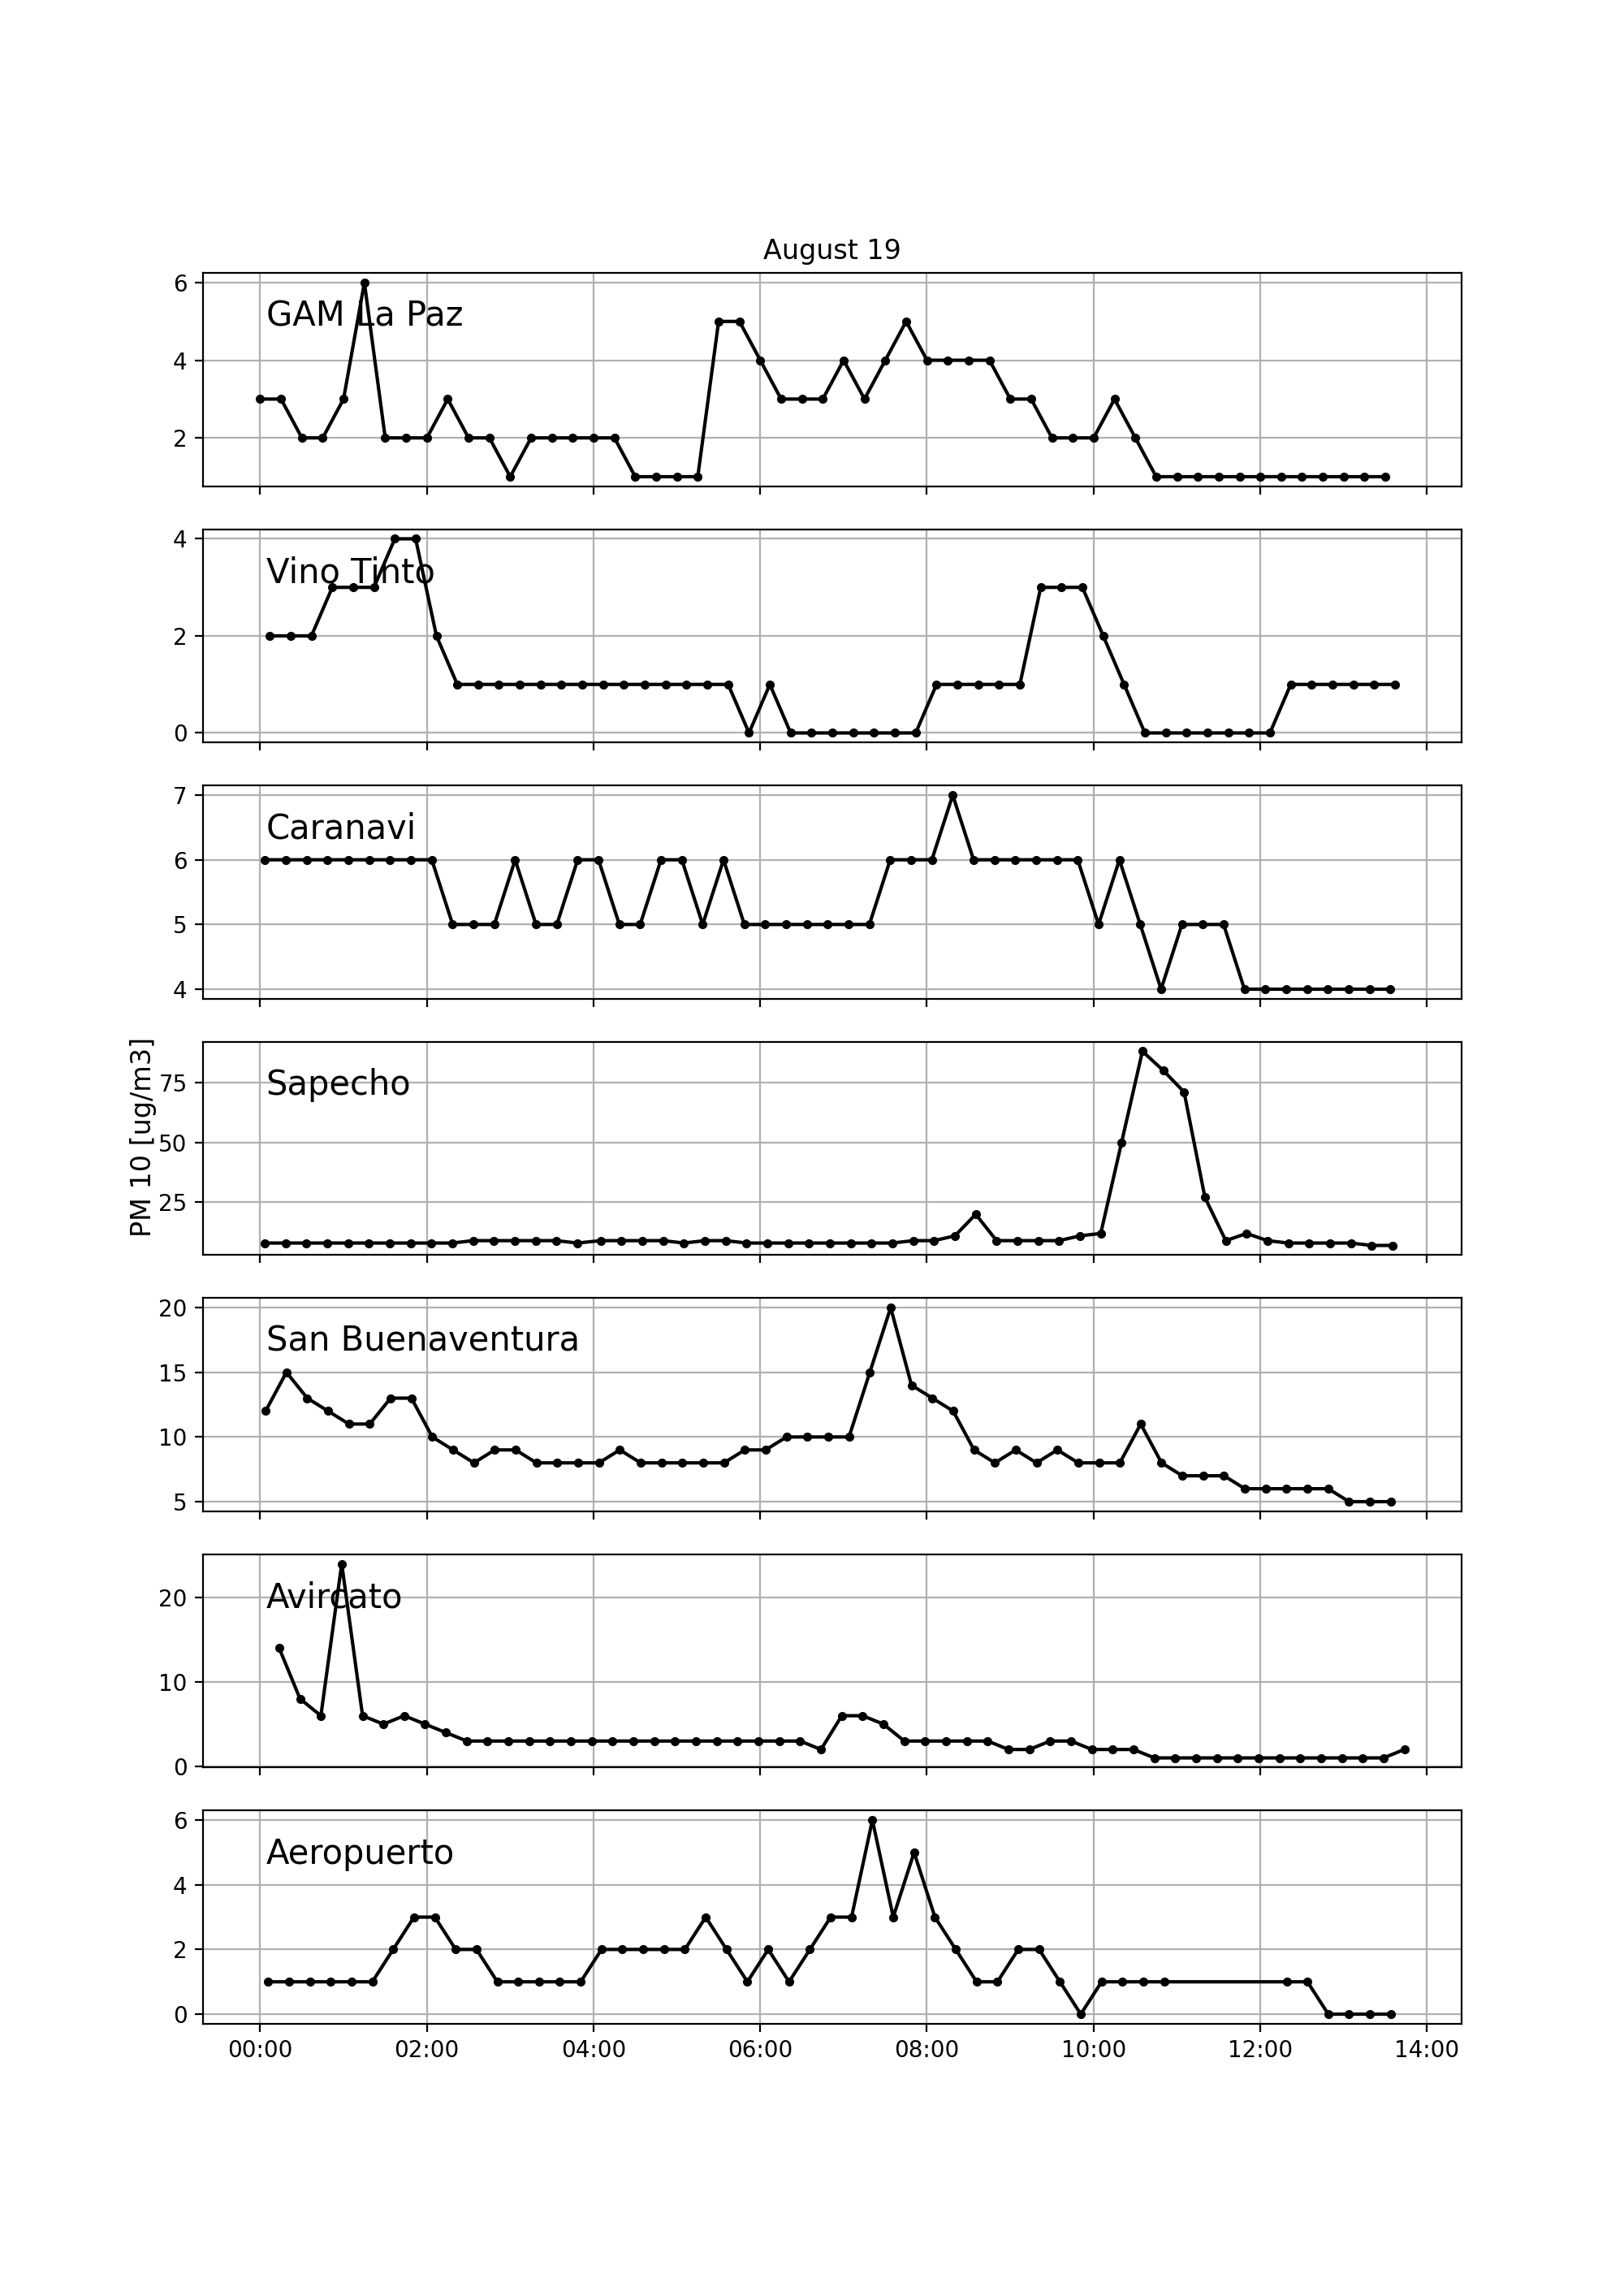 August 19
6
4
2
GAM La Paz
4
2
0
Vino Tinto
7
6
5
4
Caranavi
PM 10 [ug/m3]
75
50
25
Sapecho
20
15
10
5
San Buenaventura
20
10
0
Avircato
6
4
2
0
Aeropuerto
00:00 02:00 04:00 06:00 08:00 10:00 12:00 14:00